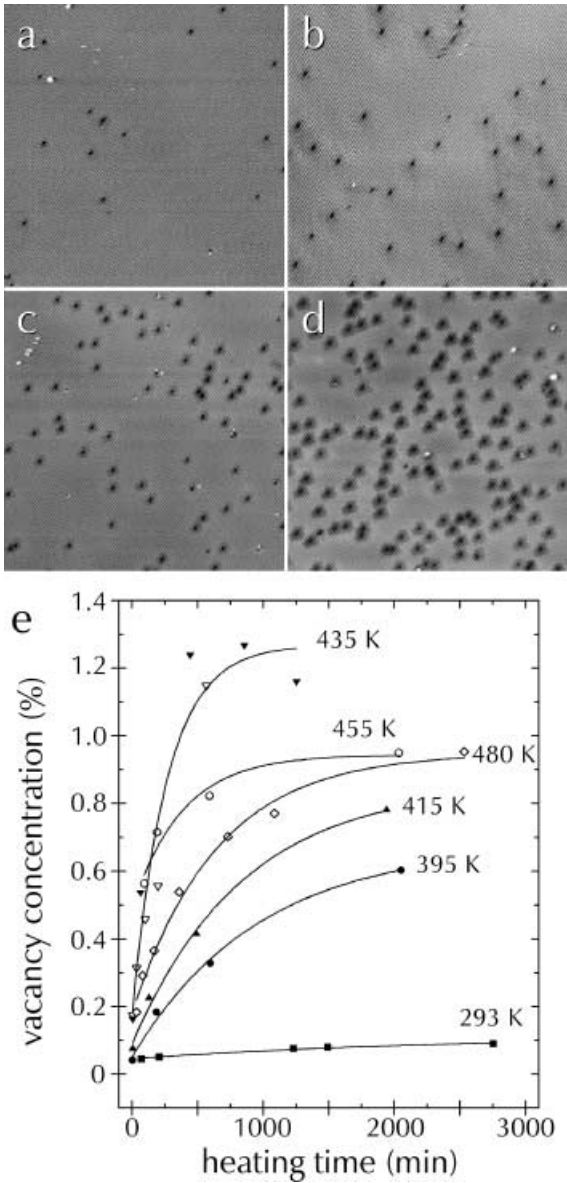 a
b
c
d
e
1.4
1.2
1.0
0.8
0.6
0.4
0.2
0
vacancy concentration (%)
435 K
455 K
480 K
415 K
395 K
293 K
0
1000
2000
3000
heating time (min)